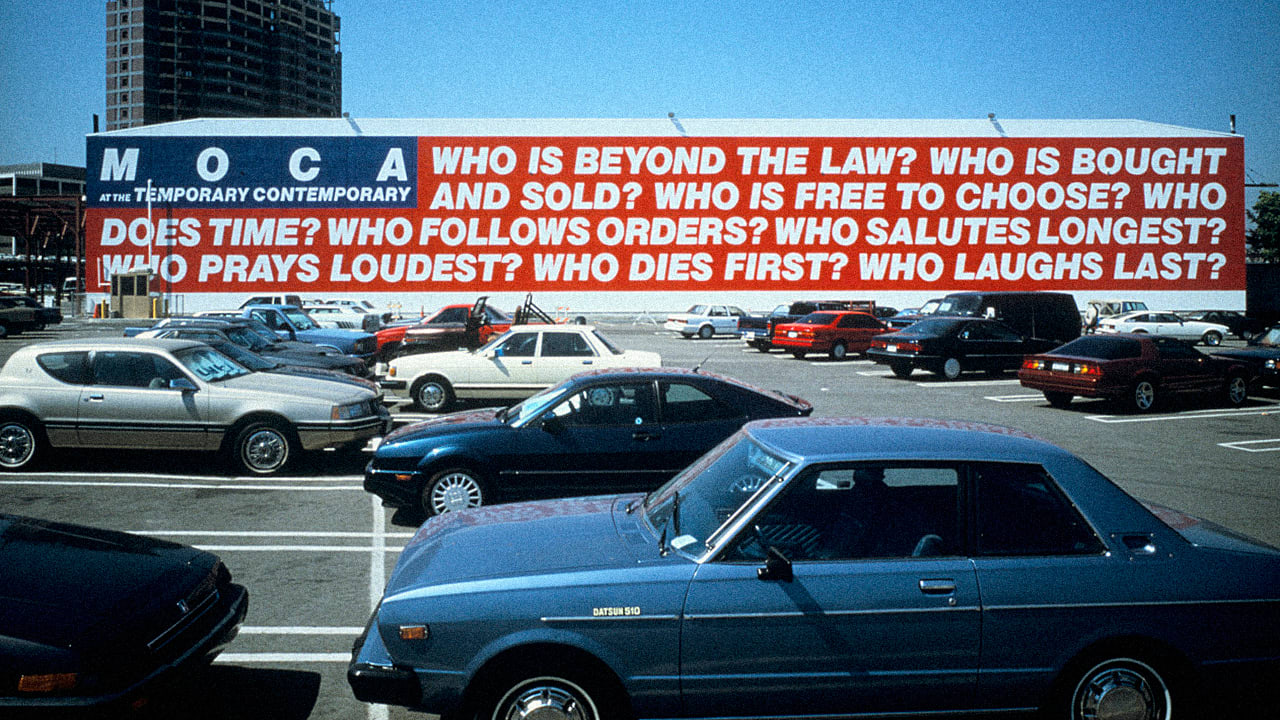 M O C A
AT THE TEMPORARY CONTEMPORARY
WHO IS BEYOND THE LAW? WHO IS BOUGHT
AND SOLD? WHO IS FREE TO CHOOSE? WHO
DOES TIME? WHO FOLLOWS ORDERS? WHO SALUTES LONGEST?
WHO PRAYS LOUDEST? WHO DIES FIRST? WHO LAUGHS LAST?
DATSUN 510